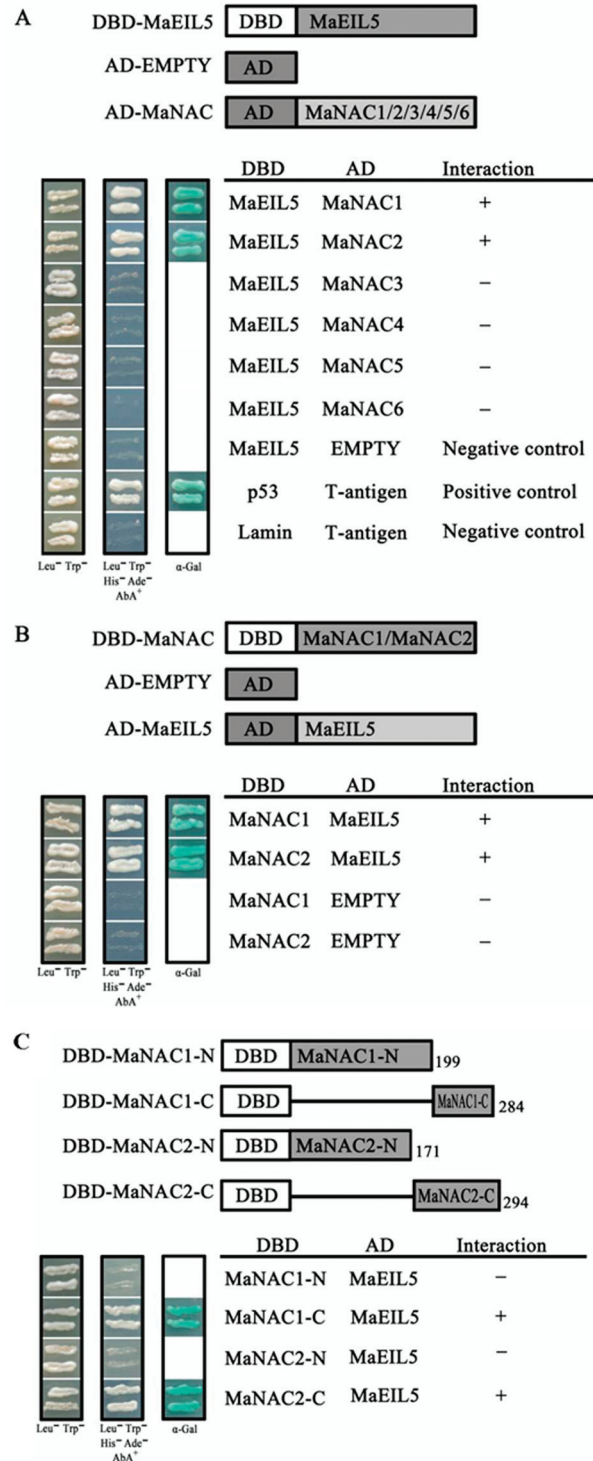 A
DBD-MaEIL5 DBD MaEIL5
AD-EMPTY AD
AD-MaNAC AD MaNAC1/2/3/4/5/6
DBD AD Interaction
MaEIL5 MaNAC1 +
MaEIL5 MaNAC2 +
MaEIL5 MaNAC3 −
MaEIL5 MaNAC4 −
MaEIL5 MaNAC5 −
MaEIL5 MaNAC6 −
MaEIL5 EMPTY Negative control
p53 T-antigen Positive control
Lamin T-antigen Negative control
Leu⁻ Trp⁻ Leu⁻ Trp⁻ α-Gal
His⁻ Ade⁻
AbA⁺
B
DBD-MaNAC DBD MaNAC1/MaNAC2
AD-EMPTY AD
AD-MaEIL5 AD MaEIL5
DBD AD Interaction
MaNAC1 MaEIL5 +
MaNAC2 MaEIL5 +
MaNAC1 EMPTY −
MaNAC2 EMPTY −
Leu⁻ Trp⁻ Leu⁻ Trp⁻ α-Gal
His⁻ Ade⁻
AbA⁺
C
DBD-MaNAC1-N DBD MaNAC1-N 199
DBD-MaNAC1-C DBD MaNAC1-C 284
DBD-MaNAC2-N DBD MaNAC2-N 171
DBD-MaNAC2-C DBD MaNAC2-C 294
DBD AD Interaction
MaNAC1-N MaEIL5 −
MaNAC1-C MaEIL5 +
MaNAC2-N MaEIL5 −
MaNAC2-C MaEIL5 +
Leu⁻ Trp⁻ Leu⁻ Trp⁻ α-Gal
His⁻ Ade⁻
AbA⁺